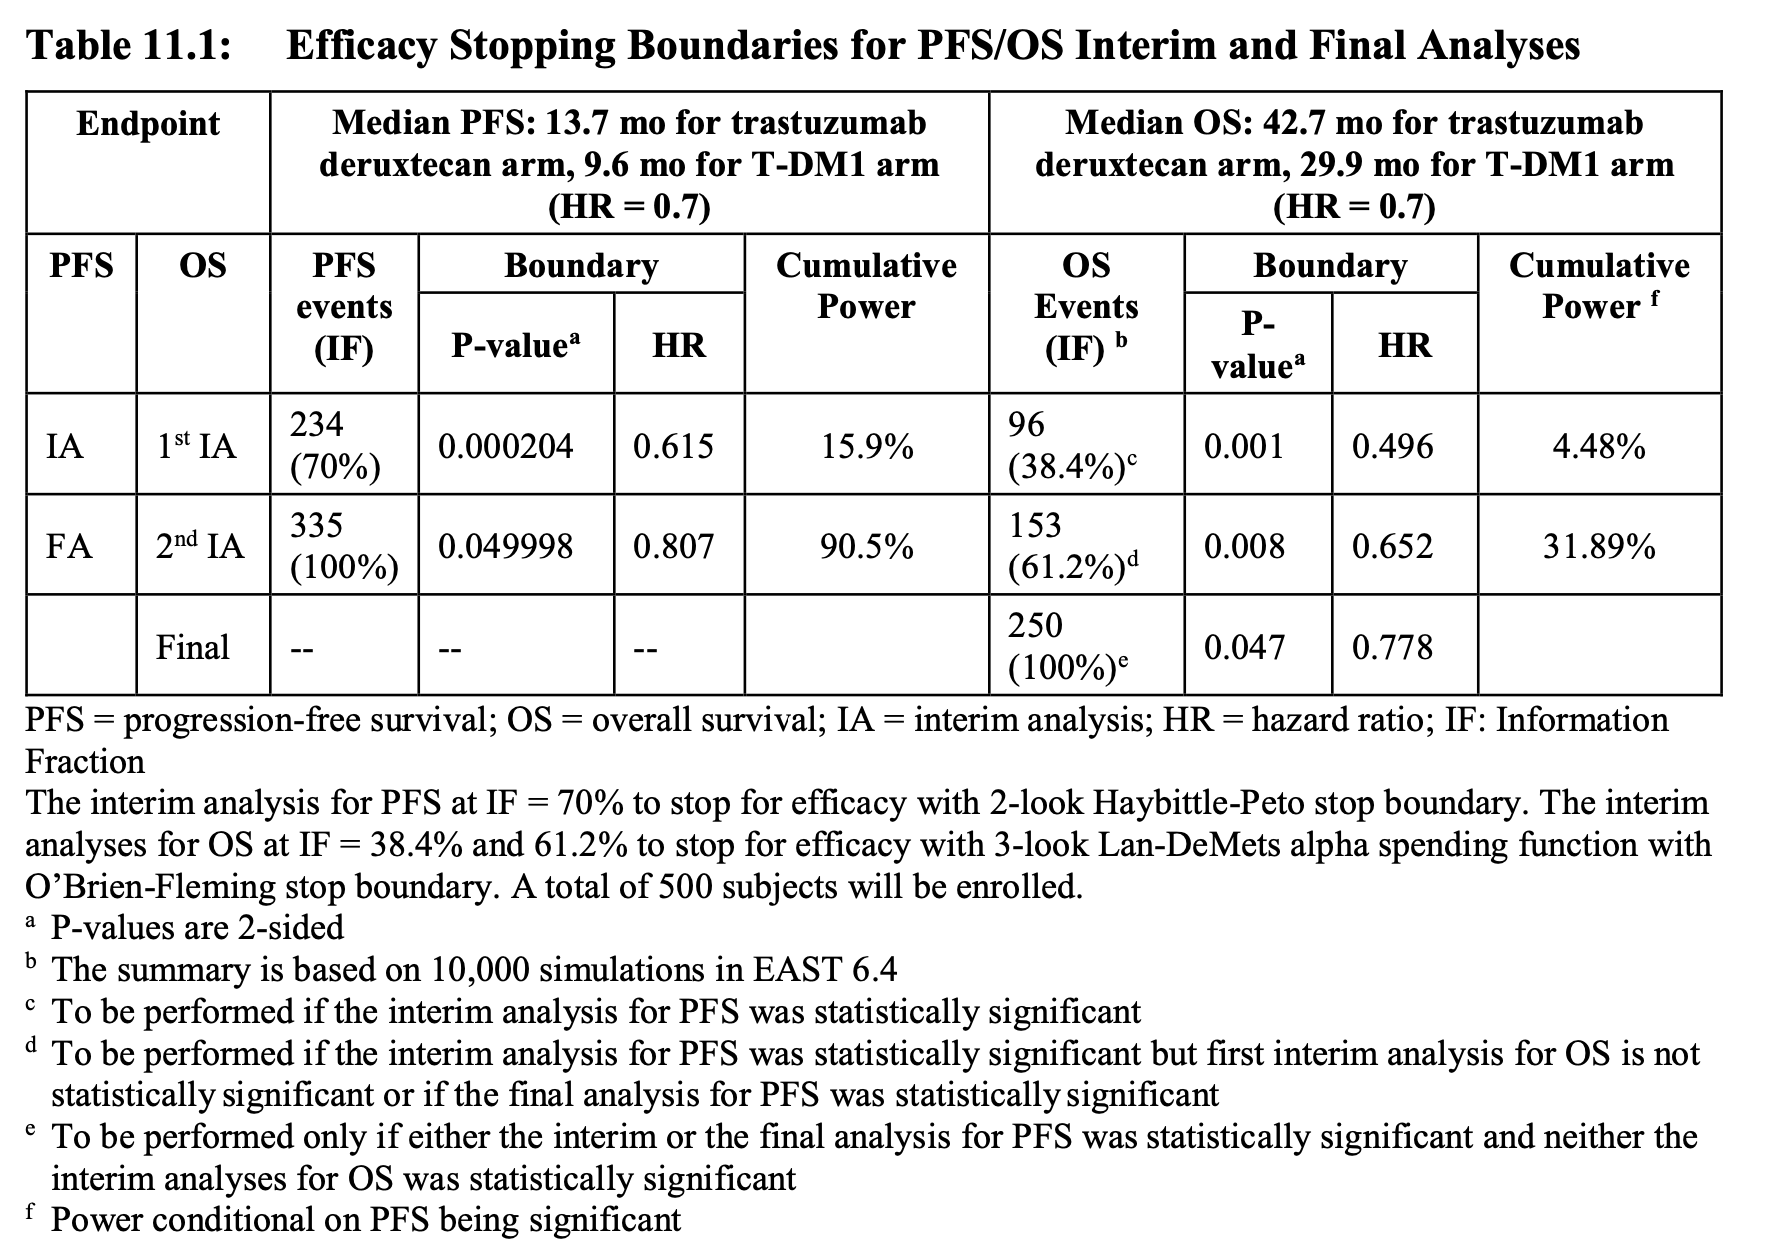 Table 11.1: Efficacy Stopping Boundaries for PFS/OS Interim and Final Analyses
Endpoint
Median PFS: 13.7 mo for trastuzumab
deruxtecan arm, 9.6 mo for T-DM1 arm
(HR = 0.7)
Median OS: 42.7 mo for trastuzumab
deruxtecan arm, 29.9 mo for T-DM1 arm
(HR = 0.7)
PFS
OS
PFS
events
(IF)
Boundary
Cumulative
Power
OS
Events
(IF) b
Boundary
Cumulative
Power f
P-valueª
HR
P-
valueª
HR
IA
1st IA
234
(70%)
0.000204
0.615
15.9%
96
(38.4%)c
0.001
0.496
4.48%
FA
2nd IA
335
(100%)
0.049998
0.807
90.5%
153
(61.2%)d
0.008
0.652
31.89%
Final
--
--
--
250
(100%)e
0.047
0.778
PFS = progression-free survival; OS = overall survival; IA = interim analysis; HR = hazard ratio; IF: Information
Fraction
The interim analysis for PFS at IF = 70% to stop for efficacy with 2-look Haybittle-Peto stop boundary. The interim
analyses for OS at IF = 38.4% and 61.2% to stop for efficacy with 3-look Lan-DeMets alpha spending function with
O’Brien-Fleming stop boundary. A total of 500 subjects will be enrolled.
a P-values are 2-sided
b The summary is based on 10,000 simulations in EAST 6.4
c To be performed if the interim analysis for PFS was statistically significant
d To be performed if the interim analysis for PFS was statistically significant but first interim analysis for OS is not
statistically significant or if the final analysis for PFS was statistically significant
e To be performed only if either the interim or the final analysis for PFS was statistically significant and neither the
interim analyses for OS was statistically significant
f Power conditional on PFS being significant